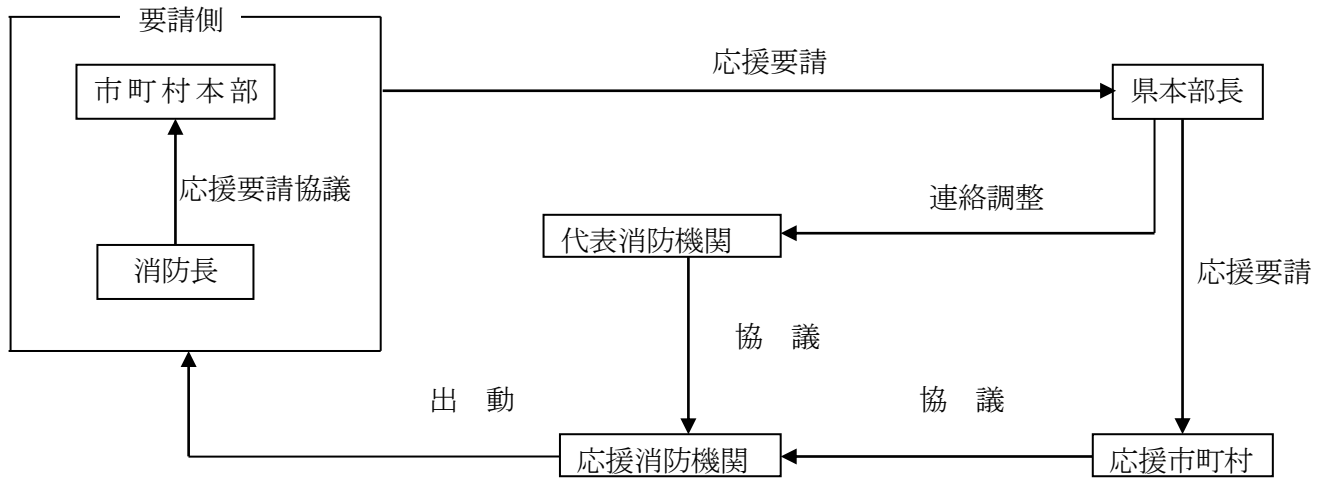 要請側
市町村本部
応援要請協議
消防長
応援要請
県本部長
連絡調整
代表消防機関
応援要請
協　議
出　動
協　議
応援消防機関
応援市町村